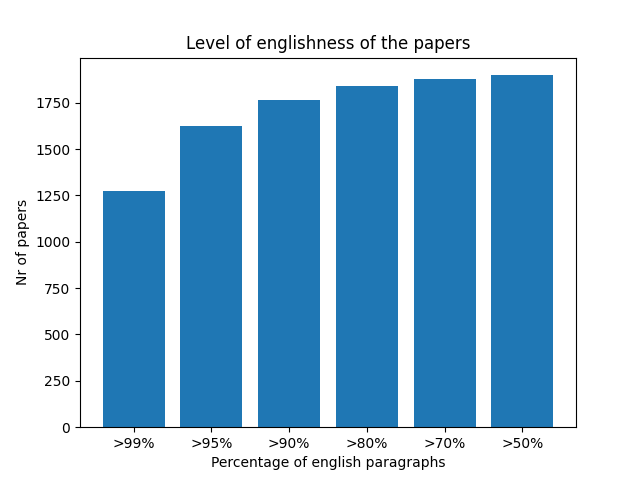 Level of englishness of the papers
1750
1500
1250
1000
750
500
250
0
Nr of papers
>99% >95% >90% >80% >70% >50%
Percentage of english paragraphs